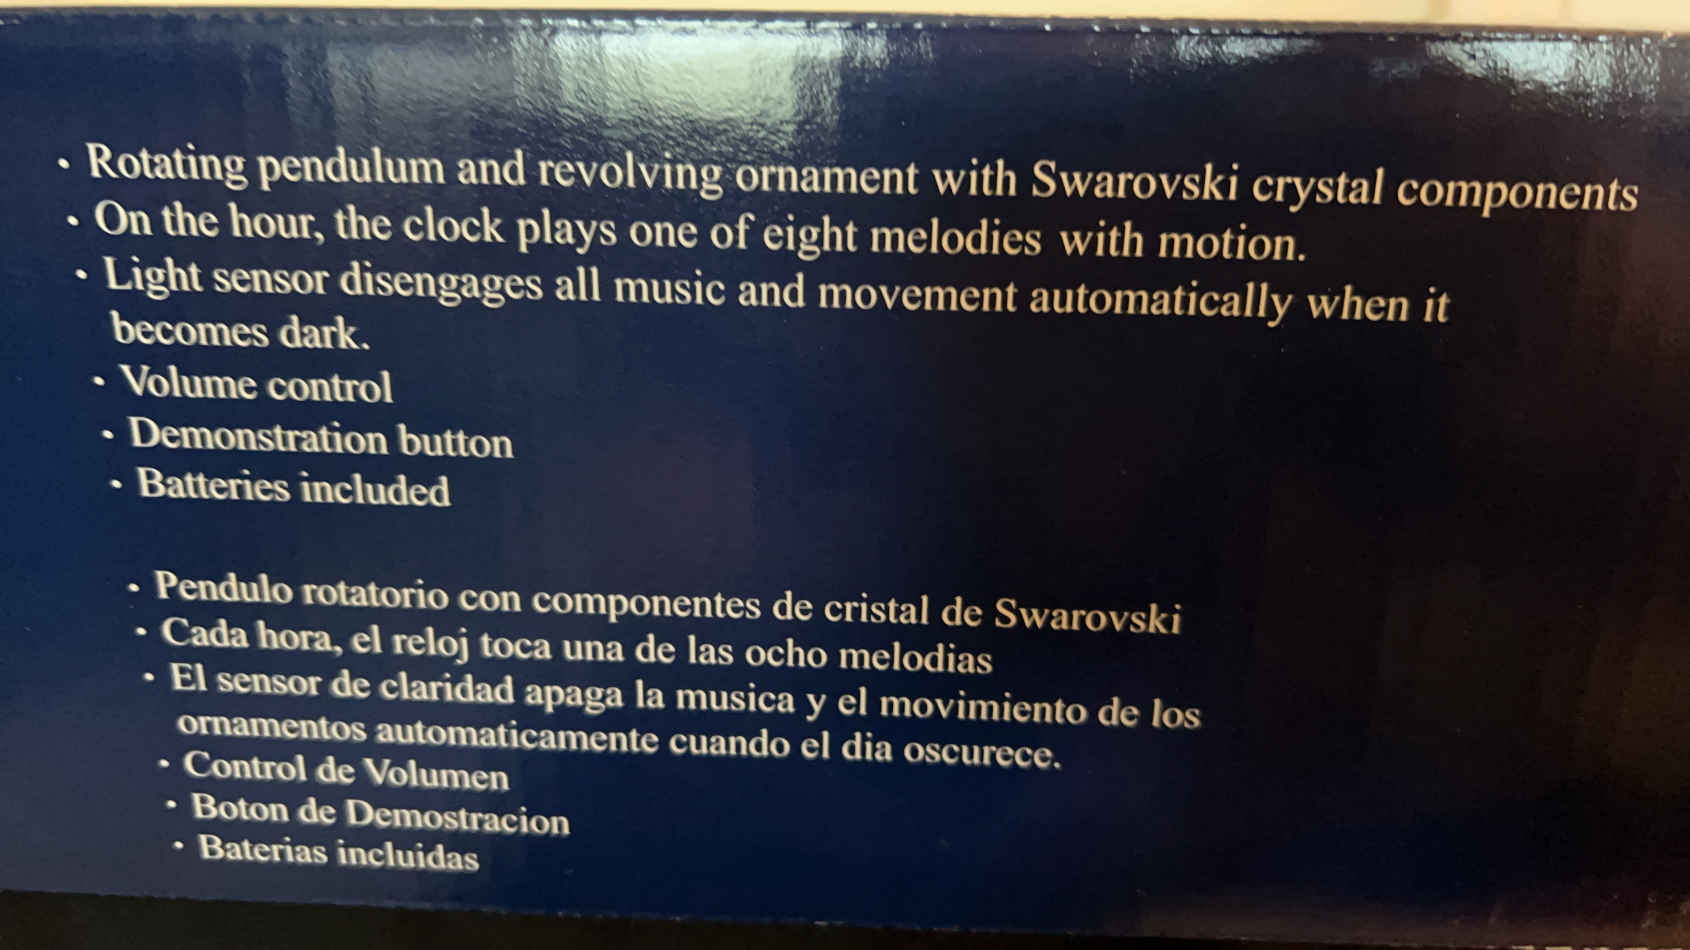 • Rotating pendulum and revolving ornament with Swarovski crystal components
• On the hour, the clock plays one of eight melodies with motion.
• Light sensor disengages all music and movement automatically when it
becomes dark.
• Volume control
• Demonstration button
• Batteries included
• Pendulo rotatorio con componentes de cristal de Swarovski
• Cada hora, el reloj toca una de las ocho melodias
• El sensor de claridad apaga la musica y el movimiento de los
ornamentos automaticamente cuando el dia oscurece.
• Control de Volumen
• Boton de Demostracion
• Baterias incluidas